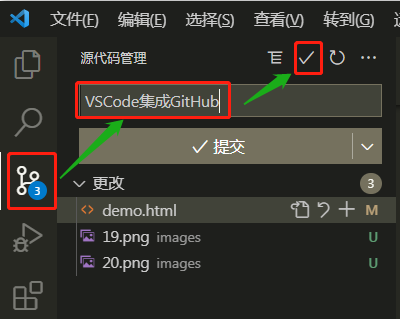 文件(F) 编辑(E) 选择(S) 查看(V) 转到(G)
源代码管理
VSCode集成GitHub
提交
3
更改 3
demo.html M
19.png images U
20.png images U